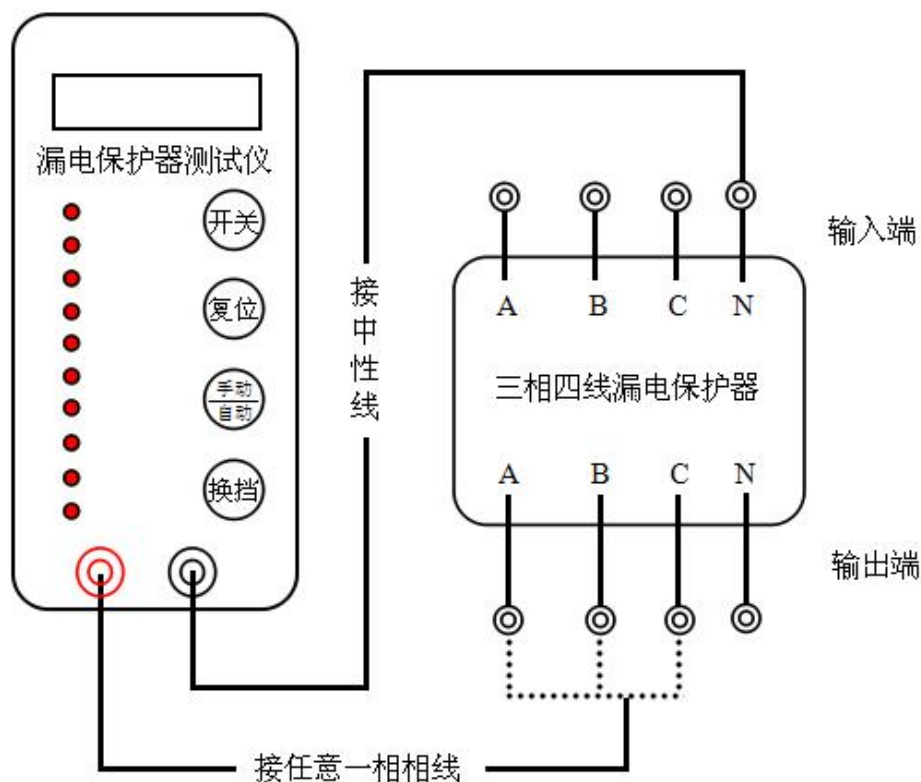 漏电保护器测试仪
开关
复位
手动
自动
换挡
接中性线
输入端
A B C N
三相四线漏电保护器
A B C N
输出端
接任意一相相线